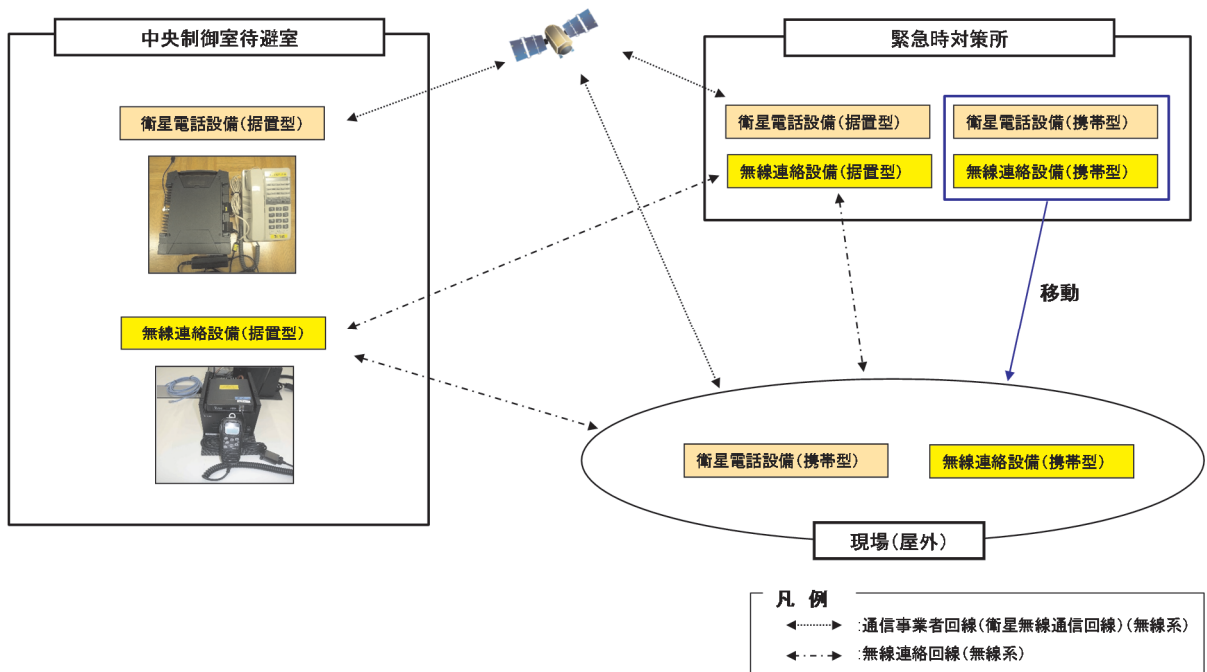 中央制御室待避室
衛星電話設備(据置型)
無線連絡設備(据置型)
緊急時対策所
衛星電話設備(据置型)
衛星電話設備(携帯型)
無線連絡設備(据置型)
無線連絡設備(携帯型)
移動
衛星電話設備(携帯型)
無線連絡設備(携帯型)
現場(屋外)
凡 例
:通信事業者回線(衛星無線通信回線)(無線系)
:無線連絡回線(無線系)